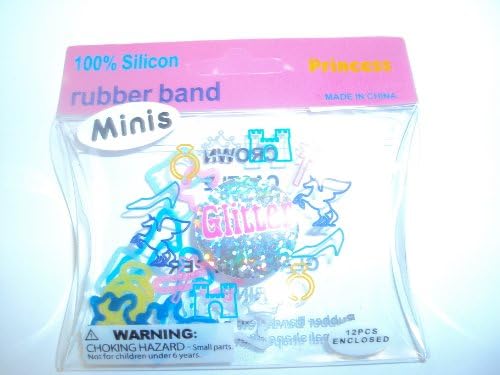 100% Silicon
Princess
rubber band
Minis
MADE IN CHINA
CROWN
Glitter
WARNING:
CHOKING HAZARD – Small parts.
Not for children under 6 years.
12PCS
ENCLOSED